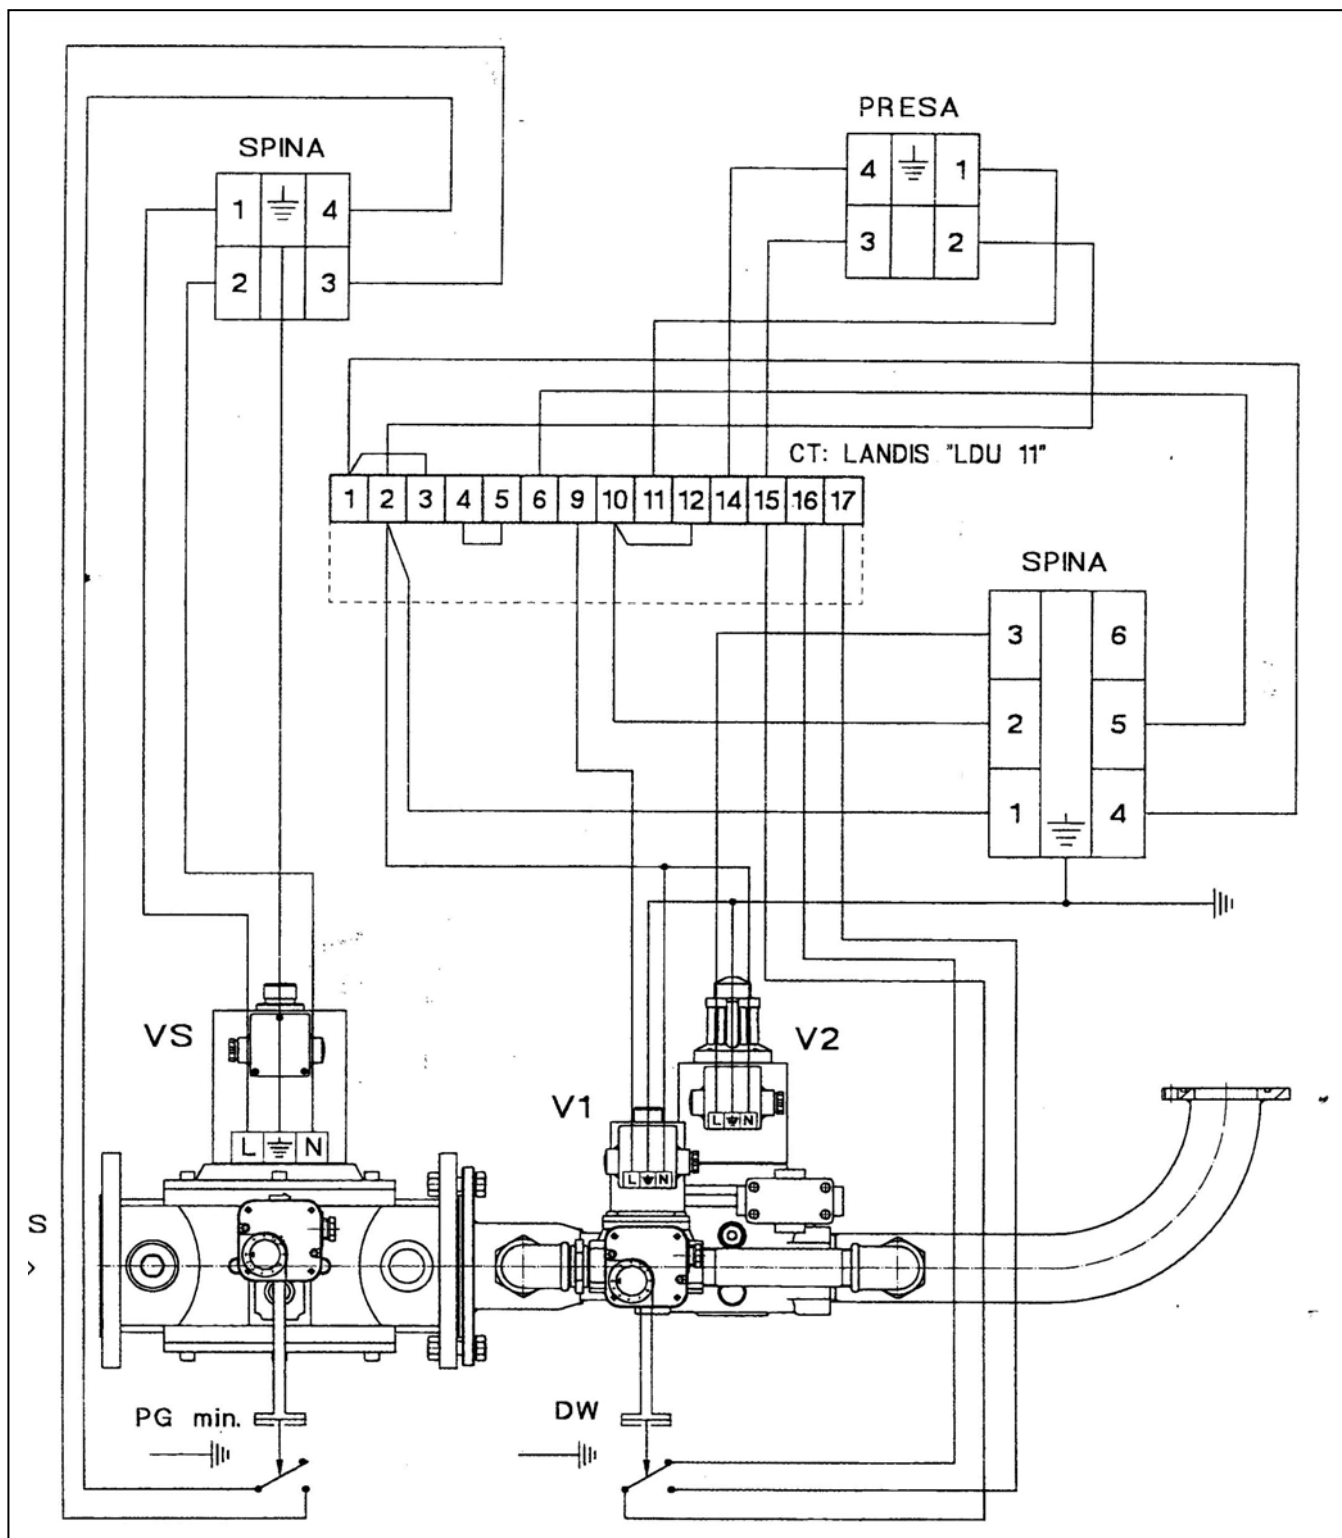 PRESA
SPINA
4 1
1 4
3 2
2 3
CT: LANDIS "LDU 11"
1 2 3 4 5 6 9 10 11 12 14 15 16 17
SPINA
3 6
2 5
1 4
VS
V2
V1
L N
L N
L N
S
PG min.
DW